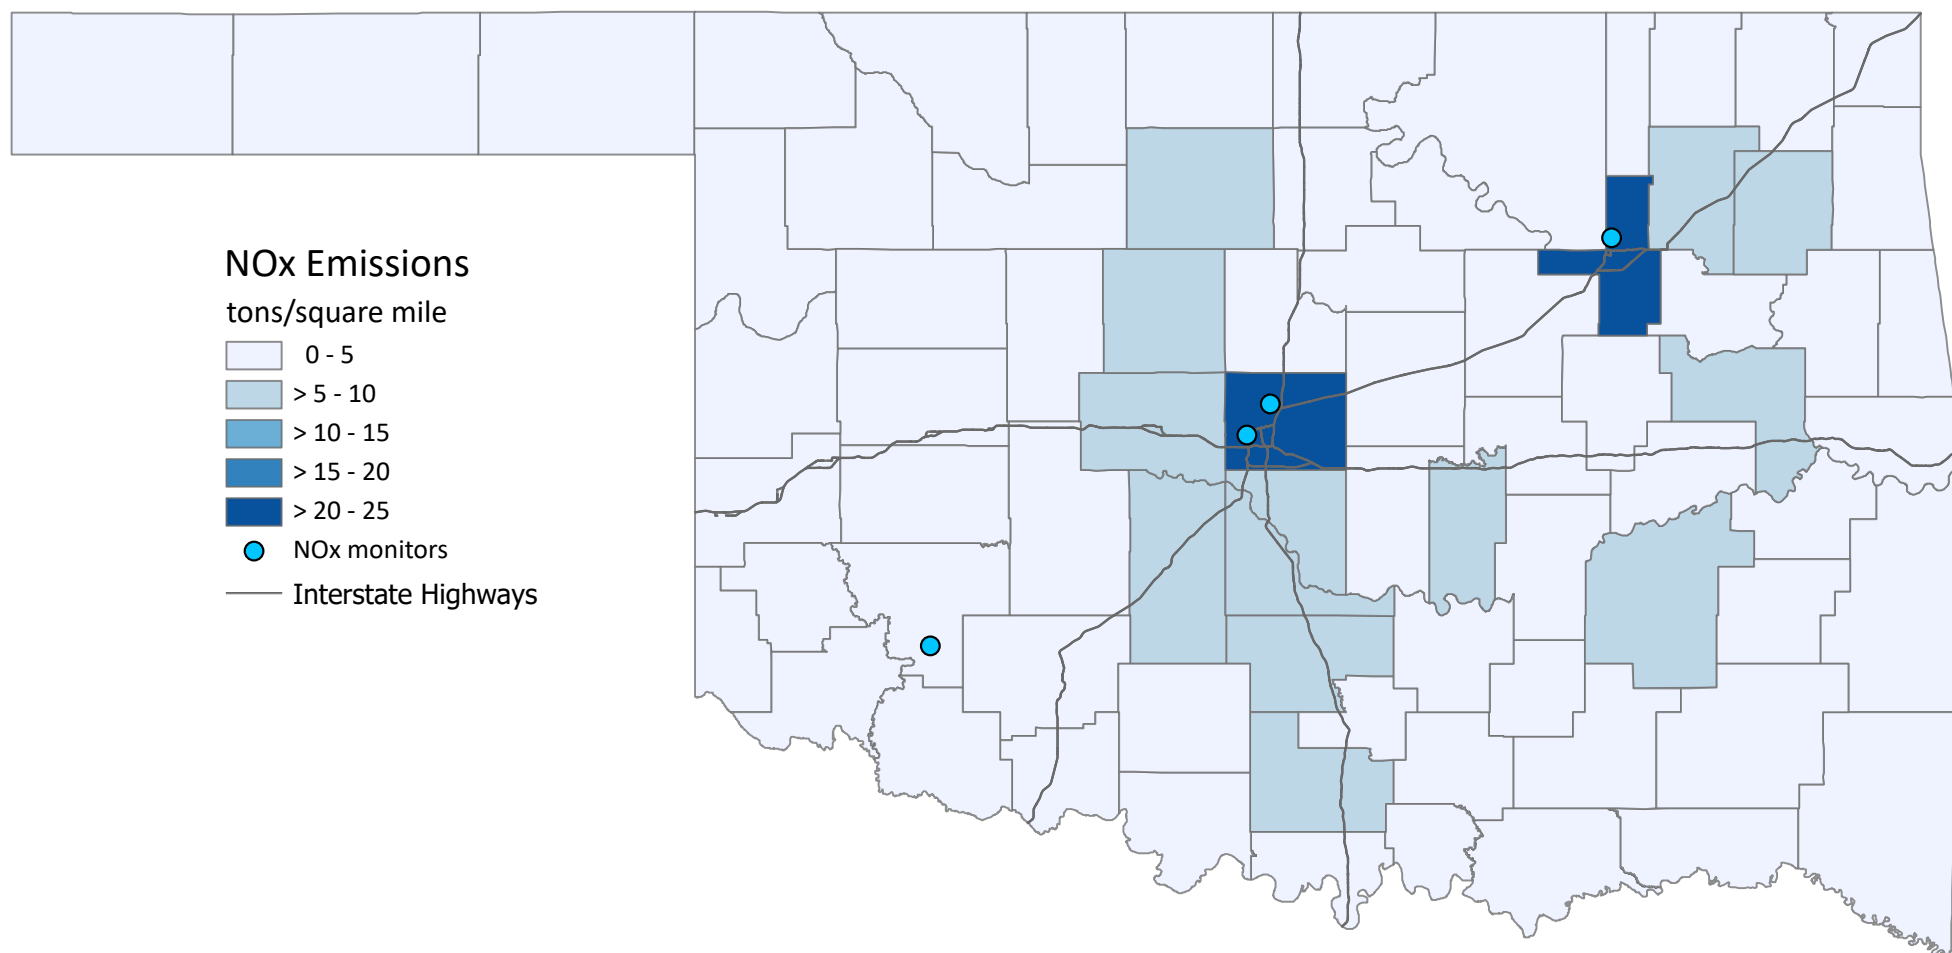 NOx Emissions
tons/square mile
0 - 5
> 5 - 10
> 10 - 15
> 15 - 20
> 20 - 25
NOx monitors
Interstate Highways